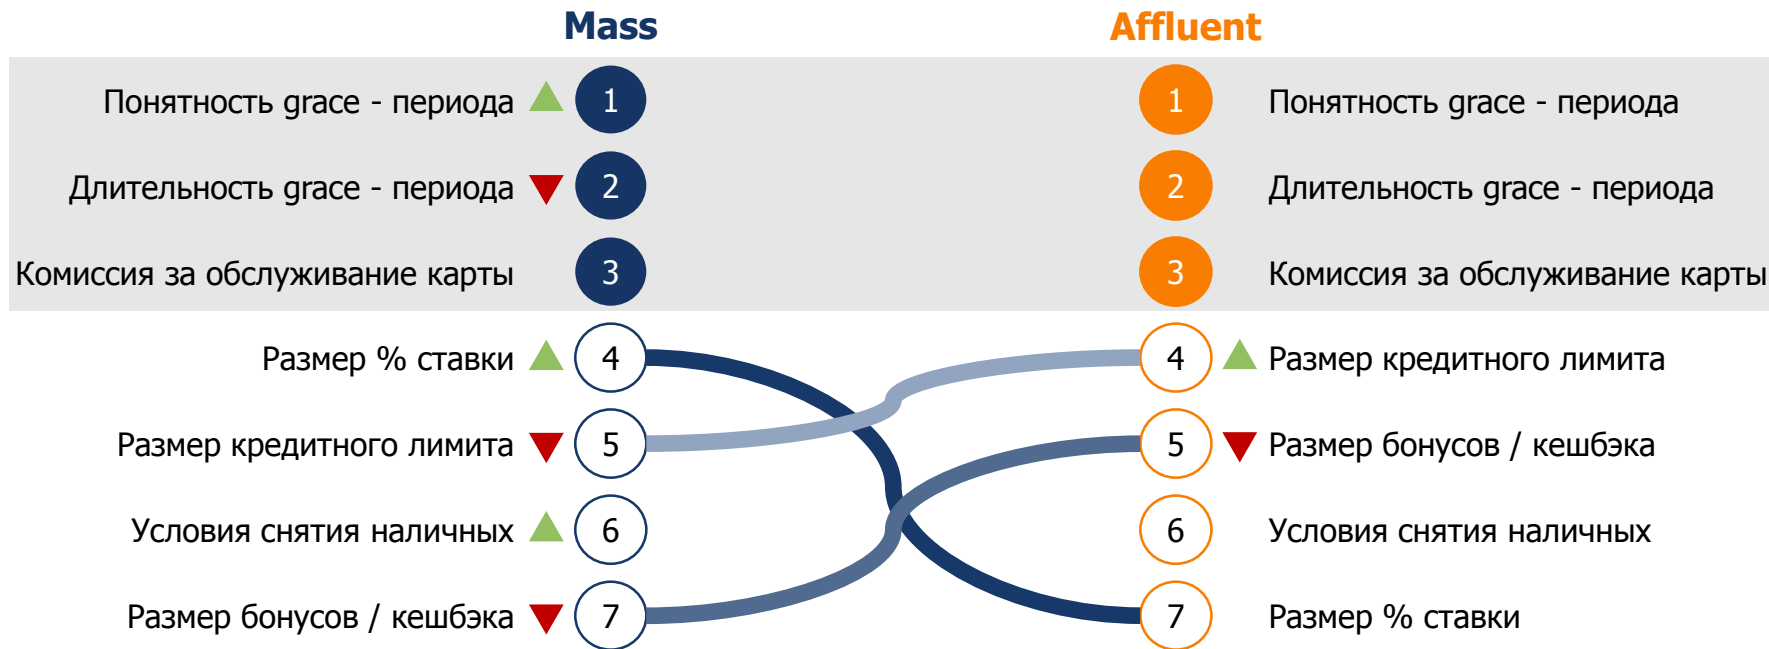 Mass Affluent
Понятность grace - периода 1 1 Понятность grace - периода
Длительность grace - периода 2 2 Длительность grace - периода
Комиссия за обслуживание карты 3 3 Комиссия за обслуживание карты
Размер % ставки 4 4 Размер кредитного лимита
Размер кредитного лимита 5 5 Размер бонусов / кешбэка
Условия снятия наличных 6 6 Условия снятия наличных
Размер бонусов / кешбэка 7 7 Размер % ставки